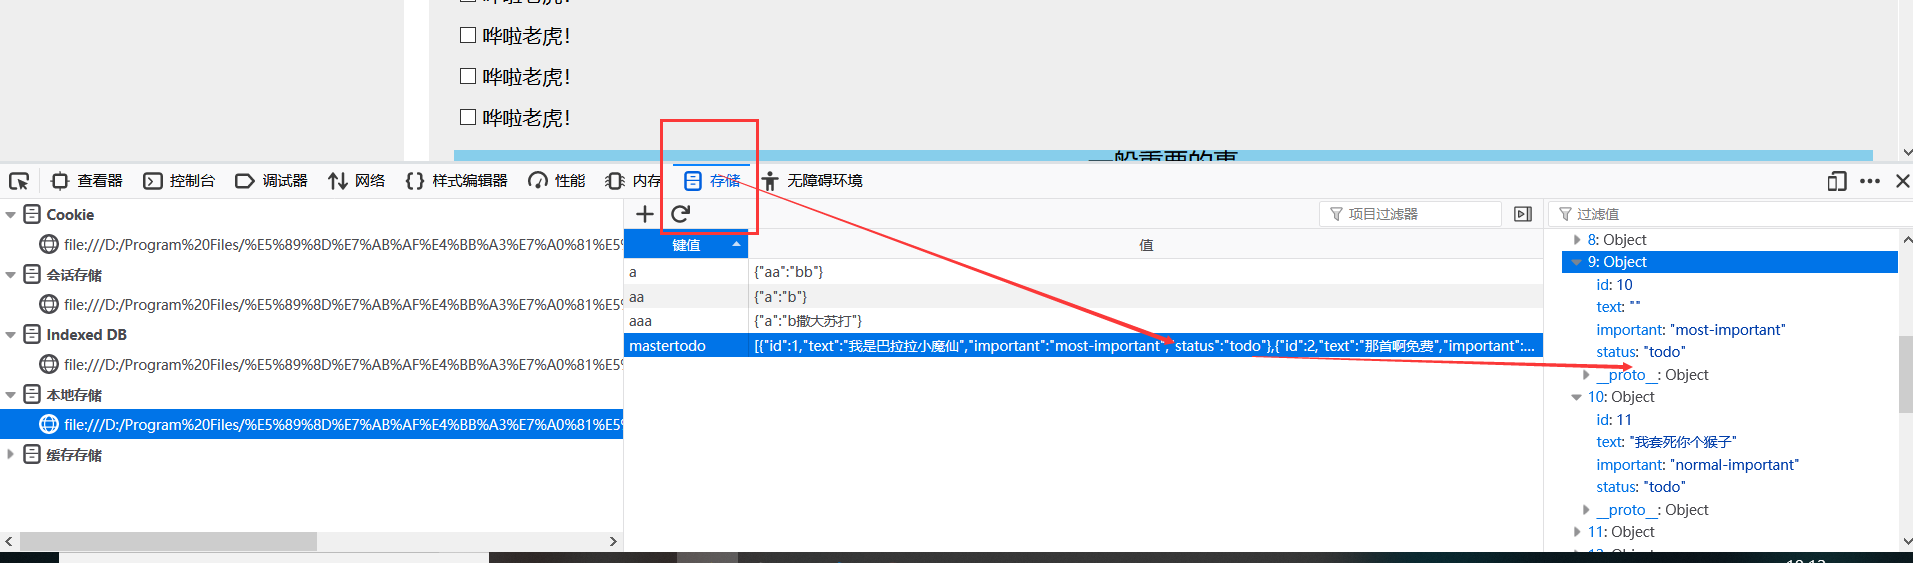 哗啦老虎！
哗啦老虎！
哗啦老虎！
哗啦老虎！
一般重要的事
查看器 控制台 调试器 网络 样式编辑器 性能 内存 存储 无障碍环境
Cookie
file:///D:/Program%20Files/%E5%89%8D%E7%AB%AF%E4%BB%A3%E7%A0%81%E5%
会话存储
file:///D:/Program%20Files/%E5%89%8D%E7%AB%AF%E4%BB%A3%E7%A0%81%E5%
Indexed DB
file:///D:/Program%20Files/%E5%89%8D%E7%AB%AF%E4%BB%A3%E7%A0%81%E5%
本地存储
file:///D:/Program%20Files/%E5%89%8D%E7%AB%AF%E4%BB%A3%E7%A0%81%E5%
缓存存储
项目过滤器
键值 值
a {"aa":"bb"}
aa {"a":"b"}
aaa {"a":"b撒大苏打"}
mastertodo [{"id":1,"text":"我是巴拉拉小魔仙","important":"most-important","status":"todo"},{"id":2,"text":"那首啊免费","important":...
过滤值
8: Object
9: Object
id: 10
text: ""
important: "most-important"
status: "todo"
__proto__: Object
10: Object
id: 11
text: "我套死你个猴子"
important: "normal-important"
status: "todo"
__proto__: Object
11: Object